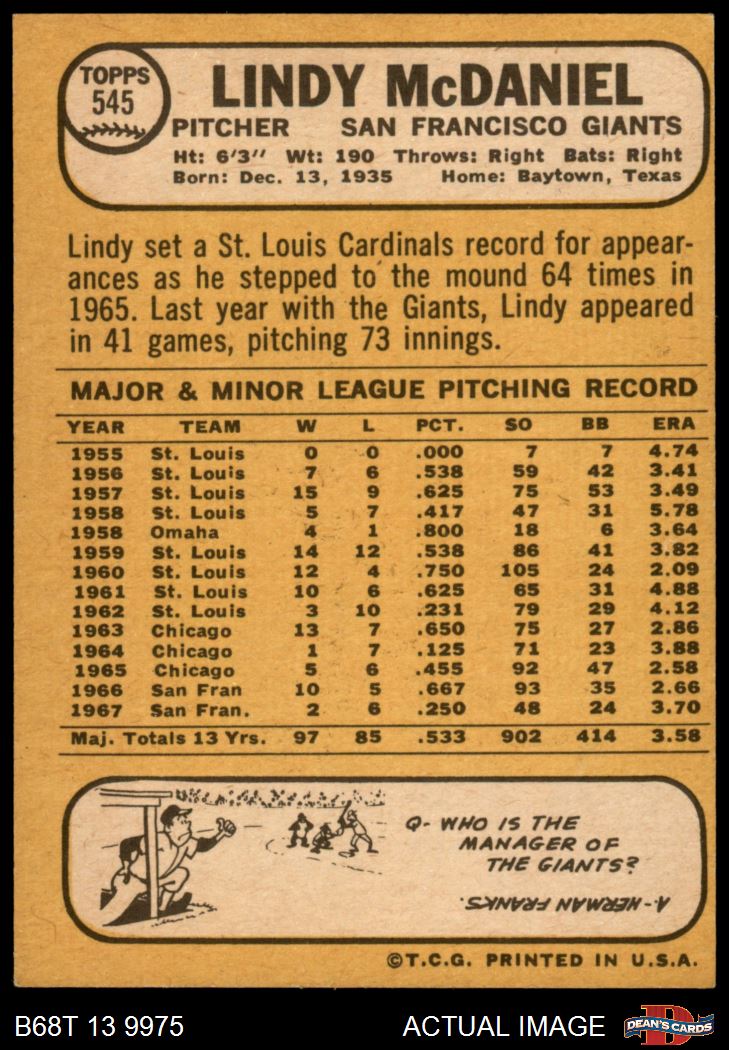 TOPPS
545
LINDY McDANIEL
PITCHER SAN FRANCISCO GIANTS
Ht: 6'3" Wt: 190 Throws: Right Bats: Right
Born: Dec. 13, 1935 Home: Baytown, Texas
Lindy set a St. Louis Cardinals record for appear-
ances as he stepped to the mound 64 times in
1965. Last year with the Giants, Lindy appeared
in 41 games, pitching 73 innings.
MAJOR & MINOR LEAGUE PITCHING RECORD
YEAR TEAM W L PCT. SO BB ERA
1955 St. Louis 0 0 .000 7 7 4.74
1956 St. Louis 7 6 .538 59 42 3.41
1957 St. Louis 15 9 .625 75 53 3.49
1958 St. Louis 5 7 .417 47 31 5.78
1958 Omaha 4 1 .800 18 6 3.64
1959 St. Louis 14 12 .538 86 41 3.82
1960 St. Louis 12 4 .750 105 24 2.09
1961 St. Louis 10 6 .625 65 31 4.88
1962 St. Louis 3 10 .231 79 29 4.12
1963 Chicago 13 7 .650 75 27 2.86
1964 Chicago 1 7 .125 71 23 3.88
1965 Chicago 5 6 .455 92 47 2.58
1966 San Fran 10 5 .667 93 35 2.66
1967 San Fran. 2 6 .250 48 24 3.70
Maj. Totals 13 Yrs. 97 85 .533 902 414 3.58
Q- WHO IS THE
MANAGER OF
THE GIANTS?
A- HERMAN FRANKS.
©T.C.G. PRINTED IN U.S.A.
B68T 13 9975 ACTUAL IMAGE
D
DEAN'S CARDS